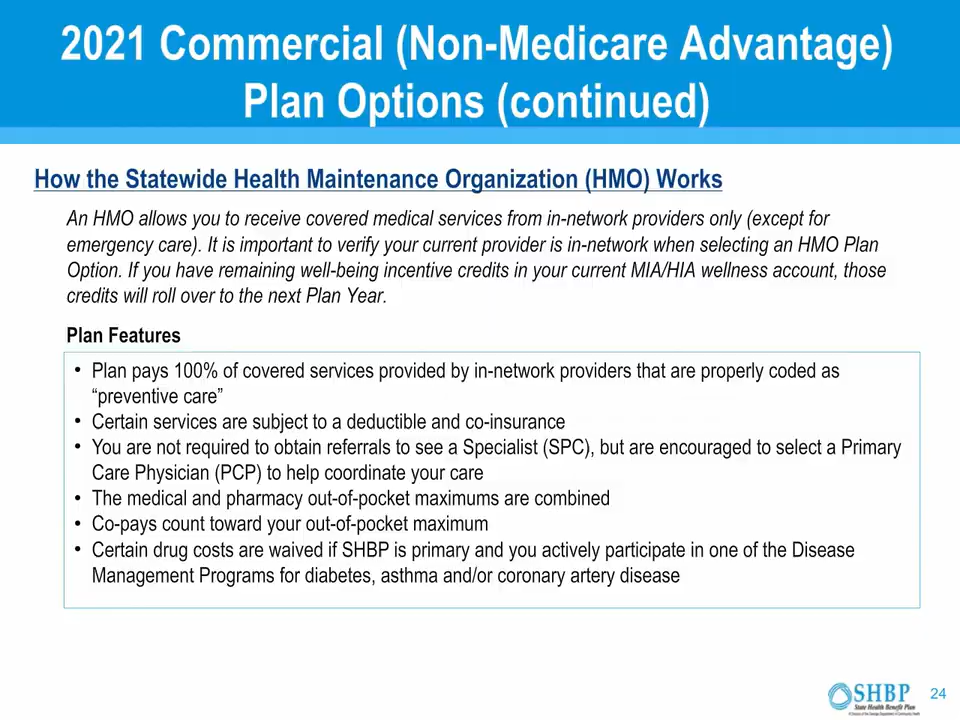 2021 Commercial (Non-Medicare Advantage)
Plan Options (continued)
How the Statewide Health Maintenance Organization (HMO) Works
An HMO allows you to receive covered medical services from in-network providers only (except for
emergency care). It is important to verify your current provider is in-network when selecting an HMO Plan
Option. If you have remaining well-being incentive credits in your current MIA/HIA wellness account, those
credits will roll over to the next Plan Year.
Plan Features
• Plan pays 100% of covered services provided by in-network providers that are properly coded as
“preventive care”
• Certain services are subject to a deductible and co-insurance
• You are not required to obtain referrals to see a Specialist (SPC), but are encouraged to select a Primary
Care Physician (PCP) to help coordinate your care
• The medical and pharmacy out-of-pocket maximums are combined
• Co-pays count toward your out-of-pocket maximum
• Certain drug costs are waived if SHBP is primary and you actively participate in one of the Disease
Management Programs for diabetes, asthma and/or coronary artery disease
SHBP
State Health Benefit Plan
A Division of the Georgia Department of Community Health
24